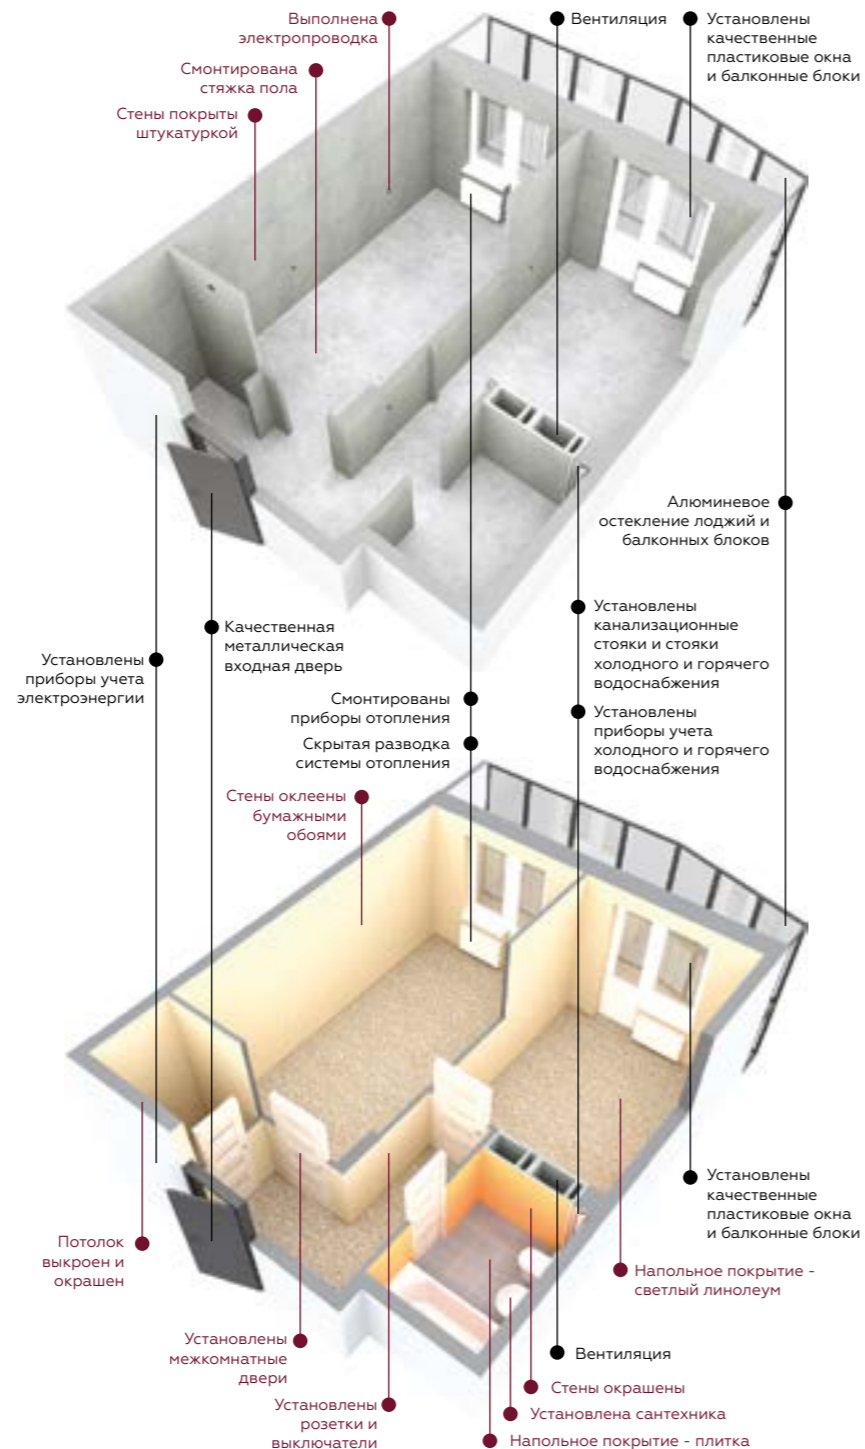 Выполнена
электропроводка
Вентиляция
Установлены
качественные
пластиковые окна
и балконные блоки
Смонтирована
стяжка пола
Стены покрыты
штукатуркой
Алюминевое
остекление лоджий и
балконных блоков
Установлены
приборы учета
электроэнергии
Качественная
металлическая
входная дверь
Установлены
канализационные
стояки и стояки
холодного и горячего
водоснабжения
Смонтированы
приборы отопления
Скрытая разводка
системы отопления
Установлены
приборы учета
холодного и горячего
водоснабжения
Стены оклеены
бумажными
обоями
Установлены
качественные
пластиковые окна
и балконные блоки
Потолок
выкроен и
окрашен
Напольное покрытие -
светлый линолеум
Установлены
межкомнатные
двери
Вентиляция
Стены окрашены
Установлены
розетки и
выключатели
Установлена сантехника
Напольное покрытие - плитка